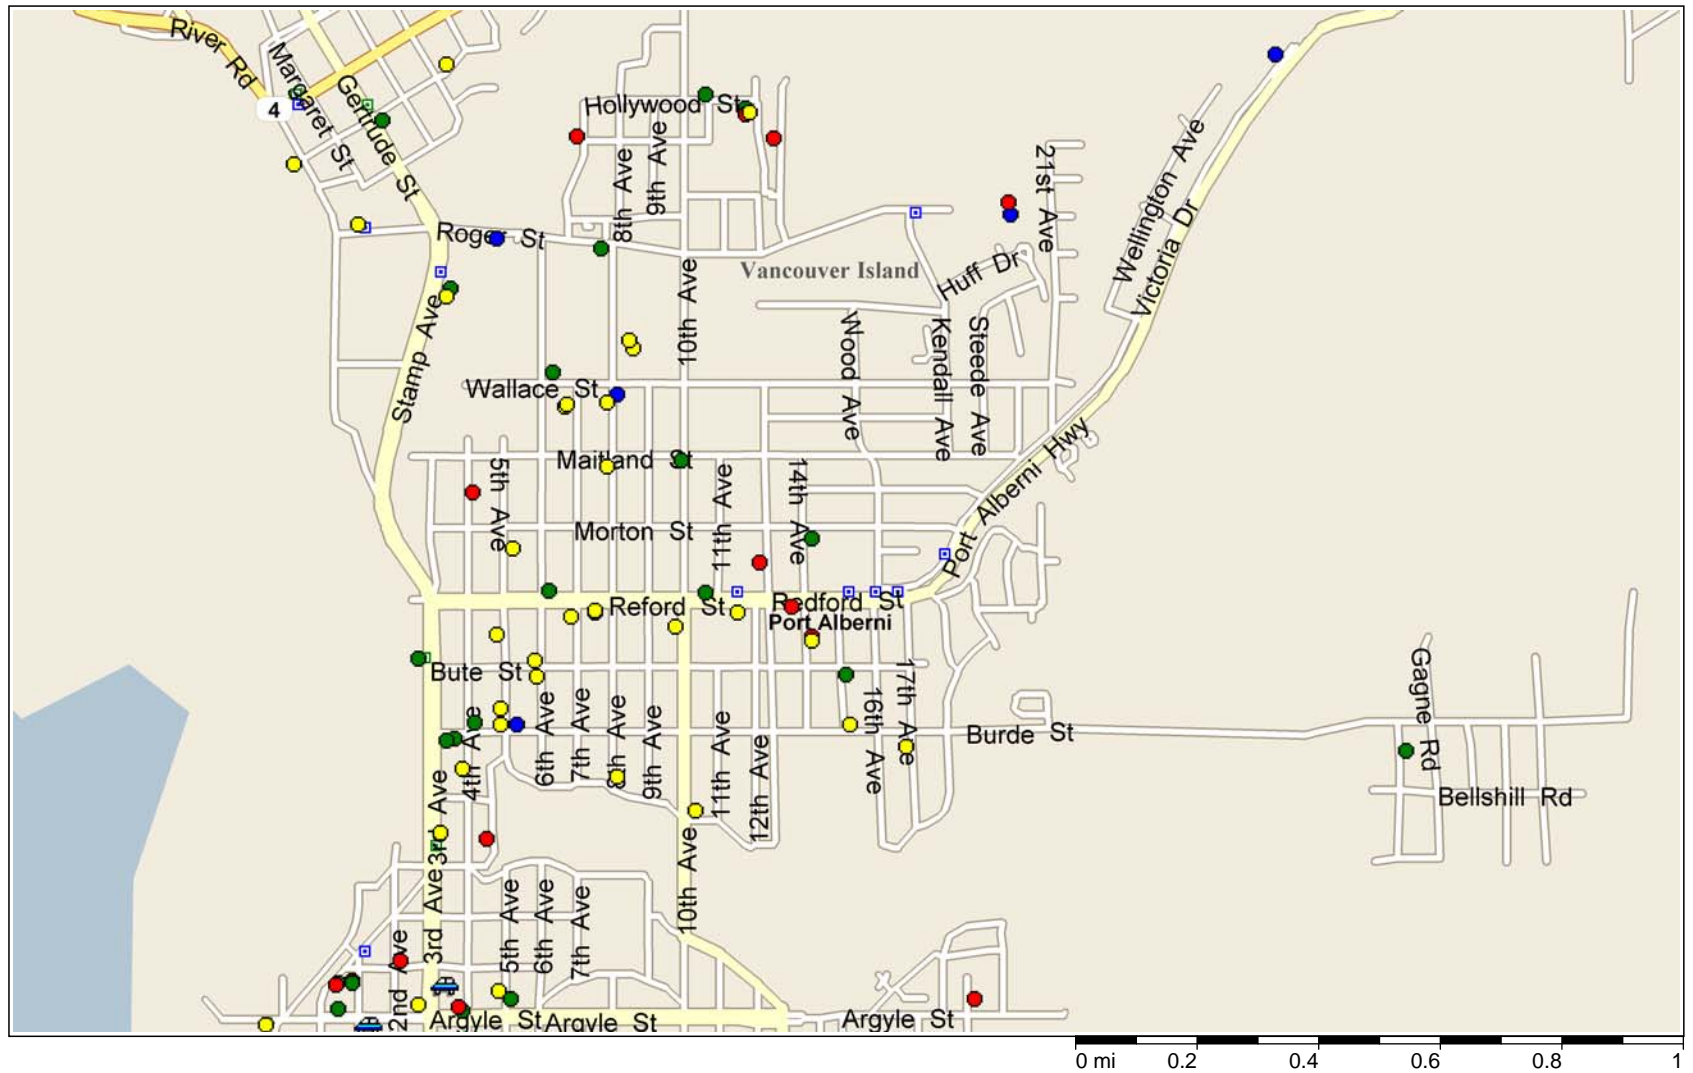 River Rd
Margaret St
Gertrude St
4
Hollywood St
8th Ave
9th Ave
21st Ave
Wellington Ave
Victoria Dr
Roger St
Vancouver Island
Huff Dr
10th Ave
Stamp Ave
Wood Ave
Kendall Ave
Steede Ave
Wallace St
Port Alberni Hwy
Maitland St
5th Ave
11th Ave
14th Ave
Morton St
Reford St
Redford St
Port Alberni
Bute St
17th Ave
16th Ave
Gagne Rd
4th Ave
6th Ave
7th Ave
8th Ave
9th Ave
11th Ave
12th Ave
Burde St
Bellshill Rd
3rd Ave
10th Ave
3rd Ave
5th Ave
6th Ave
7th Ave
2nd Ave
Argyle St
Argyle St
Argyle St
0 mi 0.2 0.4 0.6 0.8 1